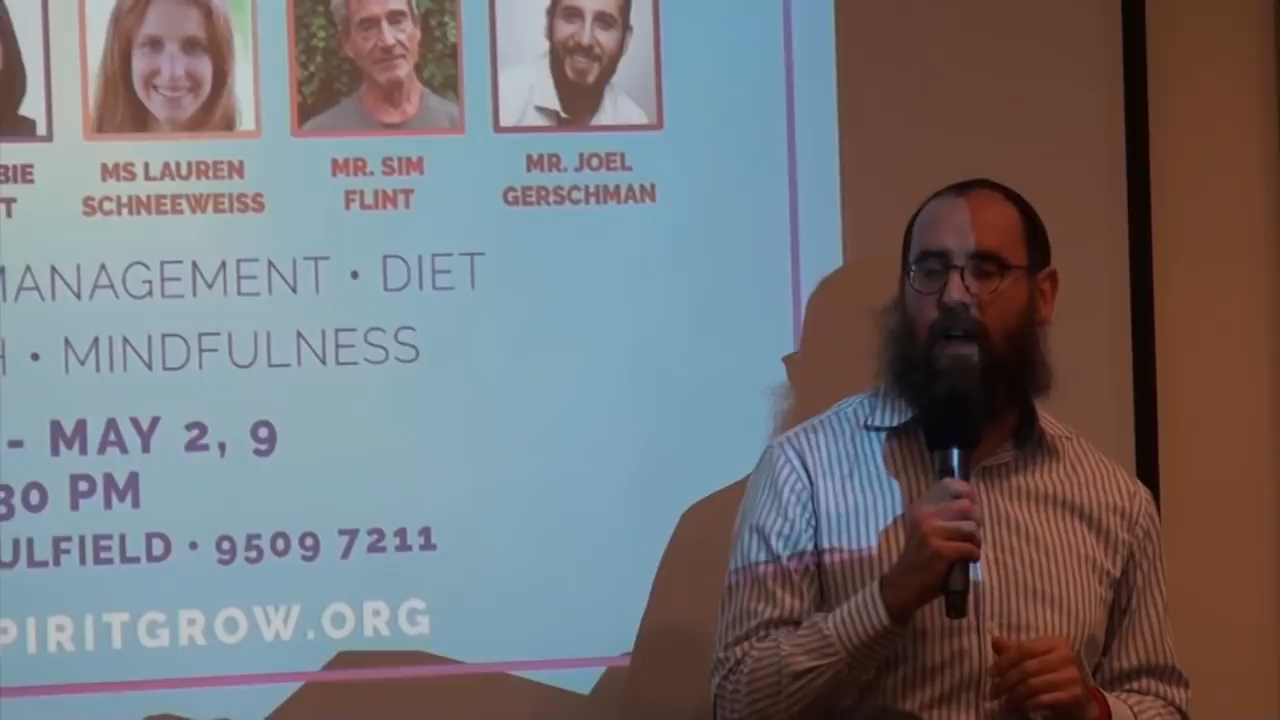 BIE
T
MS LAUREN
SCHNEEWEISS
MR. SIM
FLINT
MR. JOEL
GERSCHMAN
MANAGEMENT • DIET
H • MINDFULNESS
- MAY 2, 9
30 PM
ULFIELD • 9509 7211
PIRITGROW.ORG